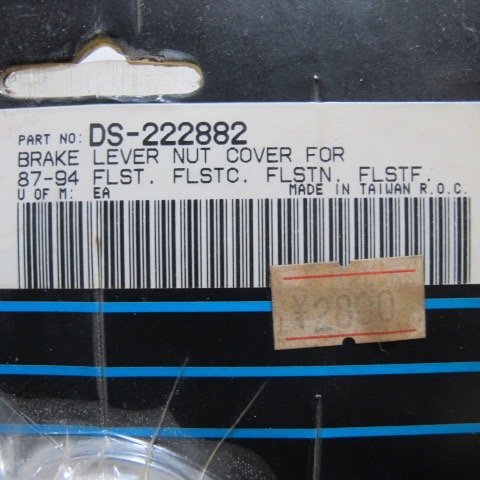 PART NO: DS-222882
BRAKE LEVER NUT COVER FOR
87-94 FLST. FLSTC. FLSTN. FLSTF.
U OF M: EA MADE IN TAIWAN R.O.C.
¥2800